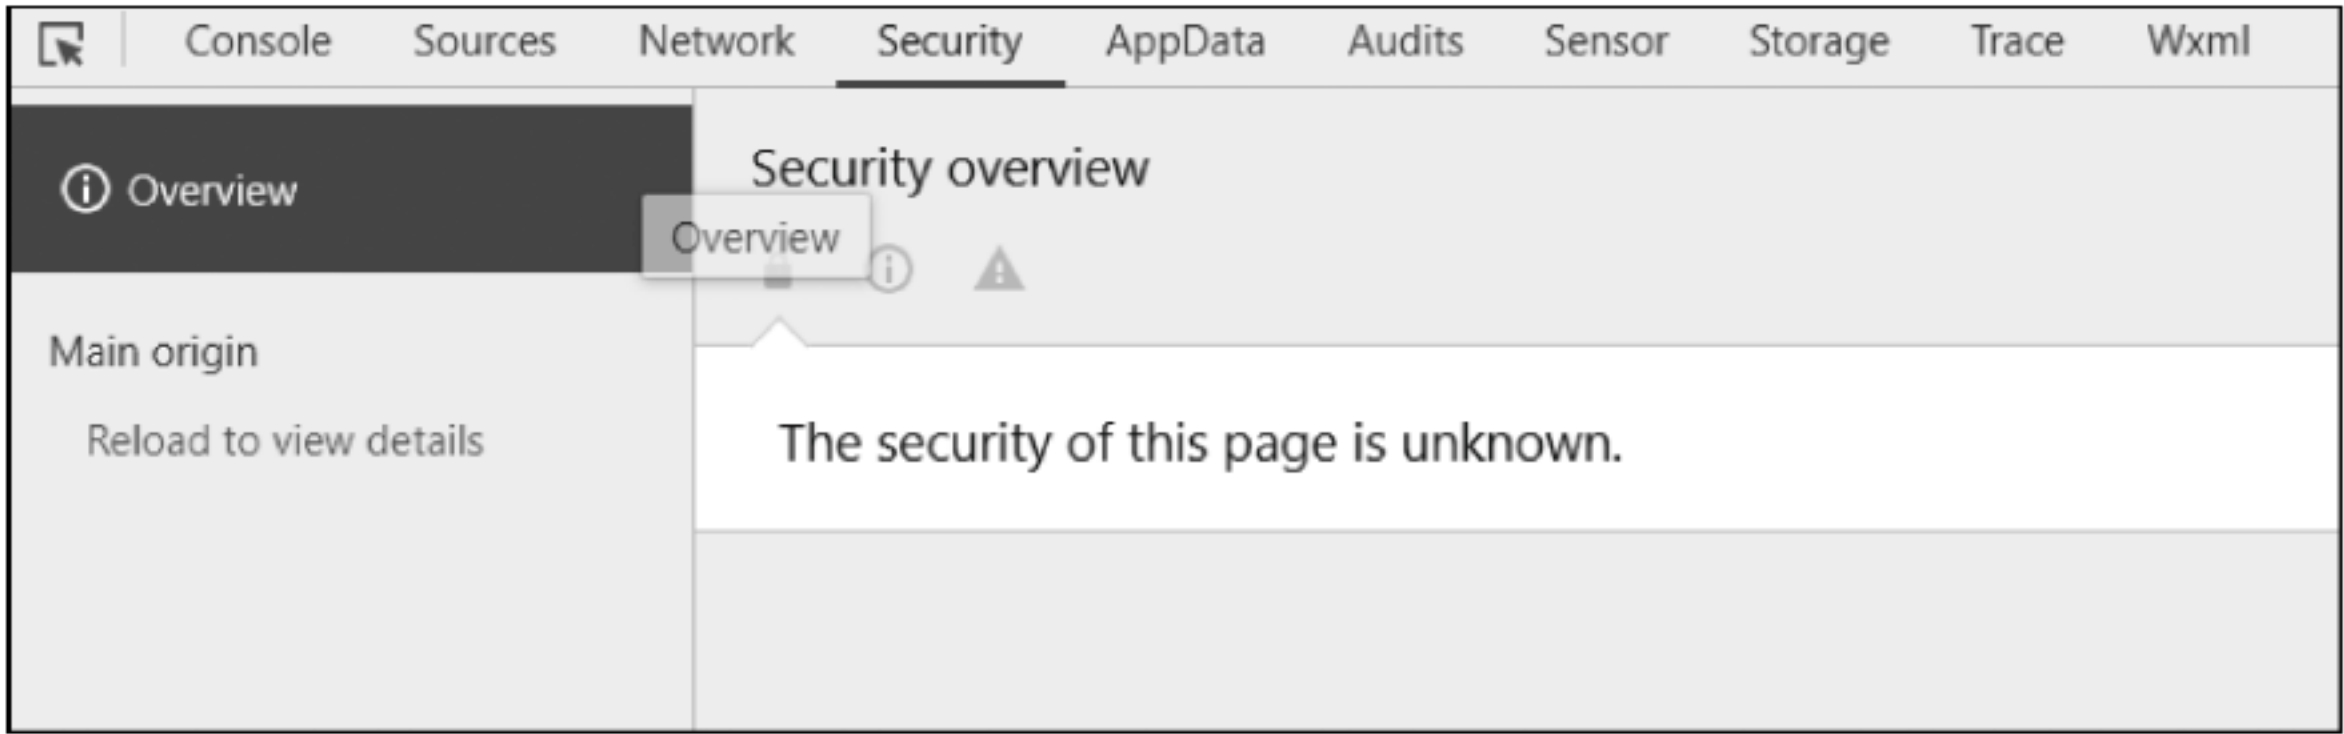 Console Sources Network Security AppData Audits Sensor Storage Trace Wxml
Overview
Main origin
Reload to view details
Security overview
Overview
The security of this page is unknown.